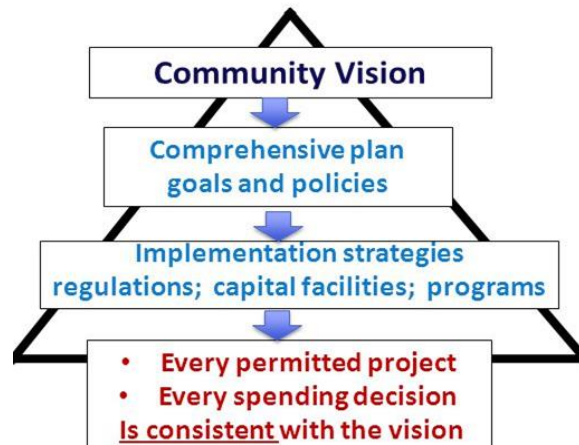 Community Vision
Comprehensive plan
goals and policies
Implementation strategies
regulations; capital facilities; programs
• Every permitted project
• Every spending decision
Is consistent with the vision